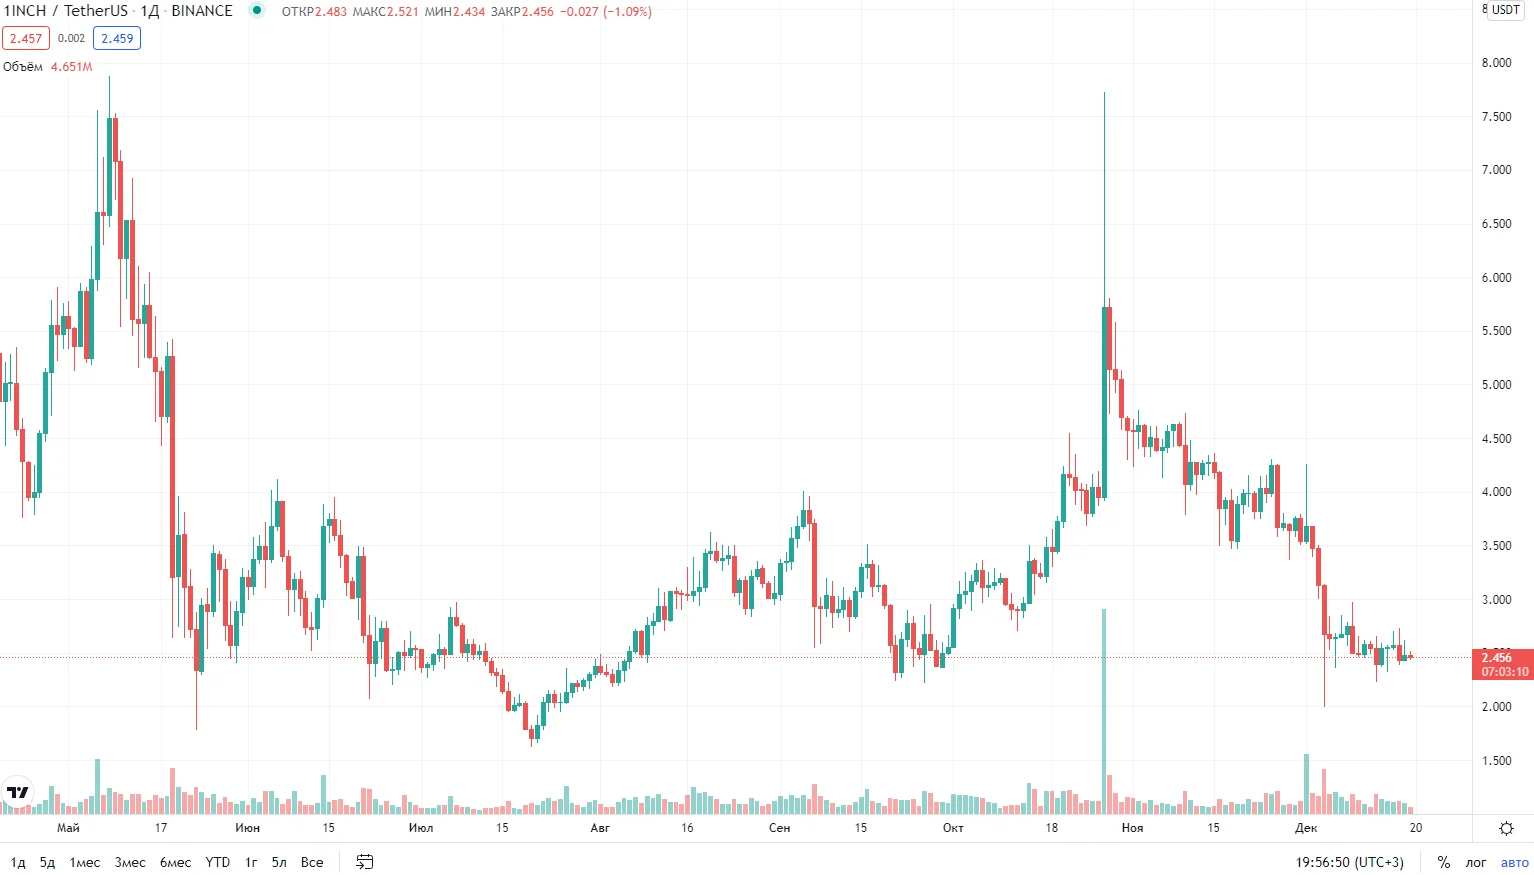 1INCH / TetherUS · 1Д · BINANCE ОТКР2.483 МАКС2.521 МИН2.434 ЗАКР2.456 −0.027 (−1.09%)
2.457 0.002 2.459
Объём 4.651M
USDT
8.000
7.500
7.000
6.500
6.000
5.500
5.000
4.500
4.000
3.500
3.000
2.456
07:03:10
2.000
1.500
Май 17 Июн 15 Июл 15 Авг 16 Сен 15 Окт 18 Ноя 15 Дек 20
1д 5д 1мес 3мес 6мес YTD 1г 5л Все 19:56:50 (UTC+3) % лог авто